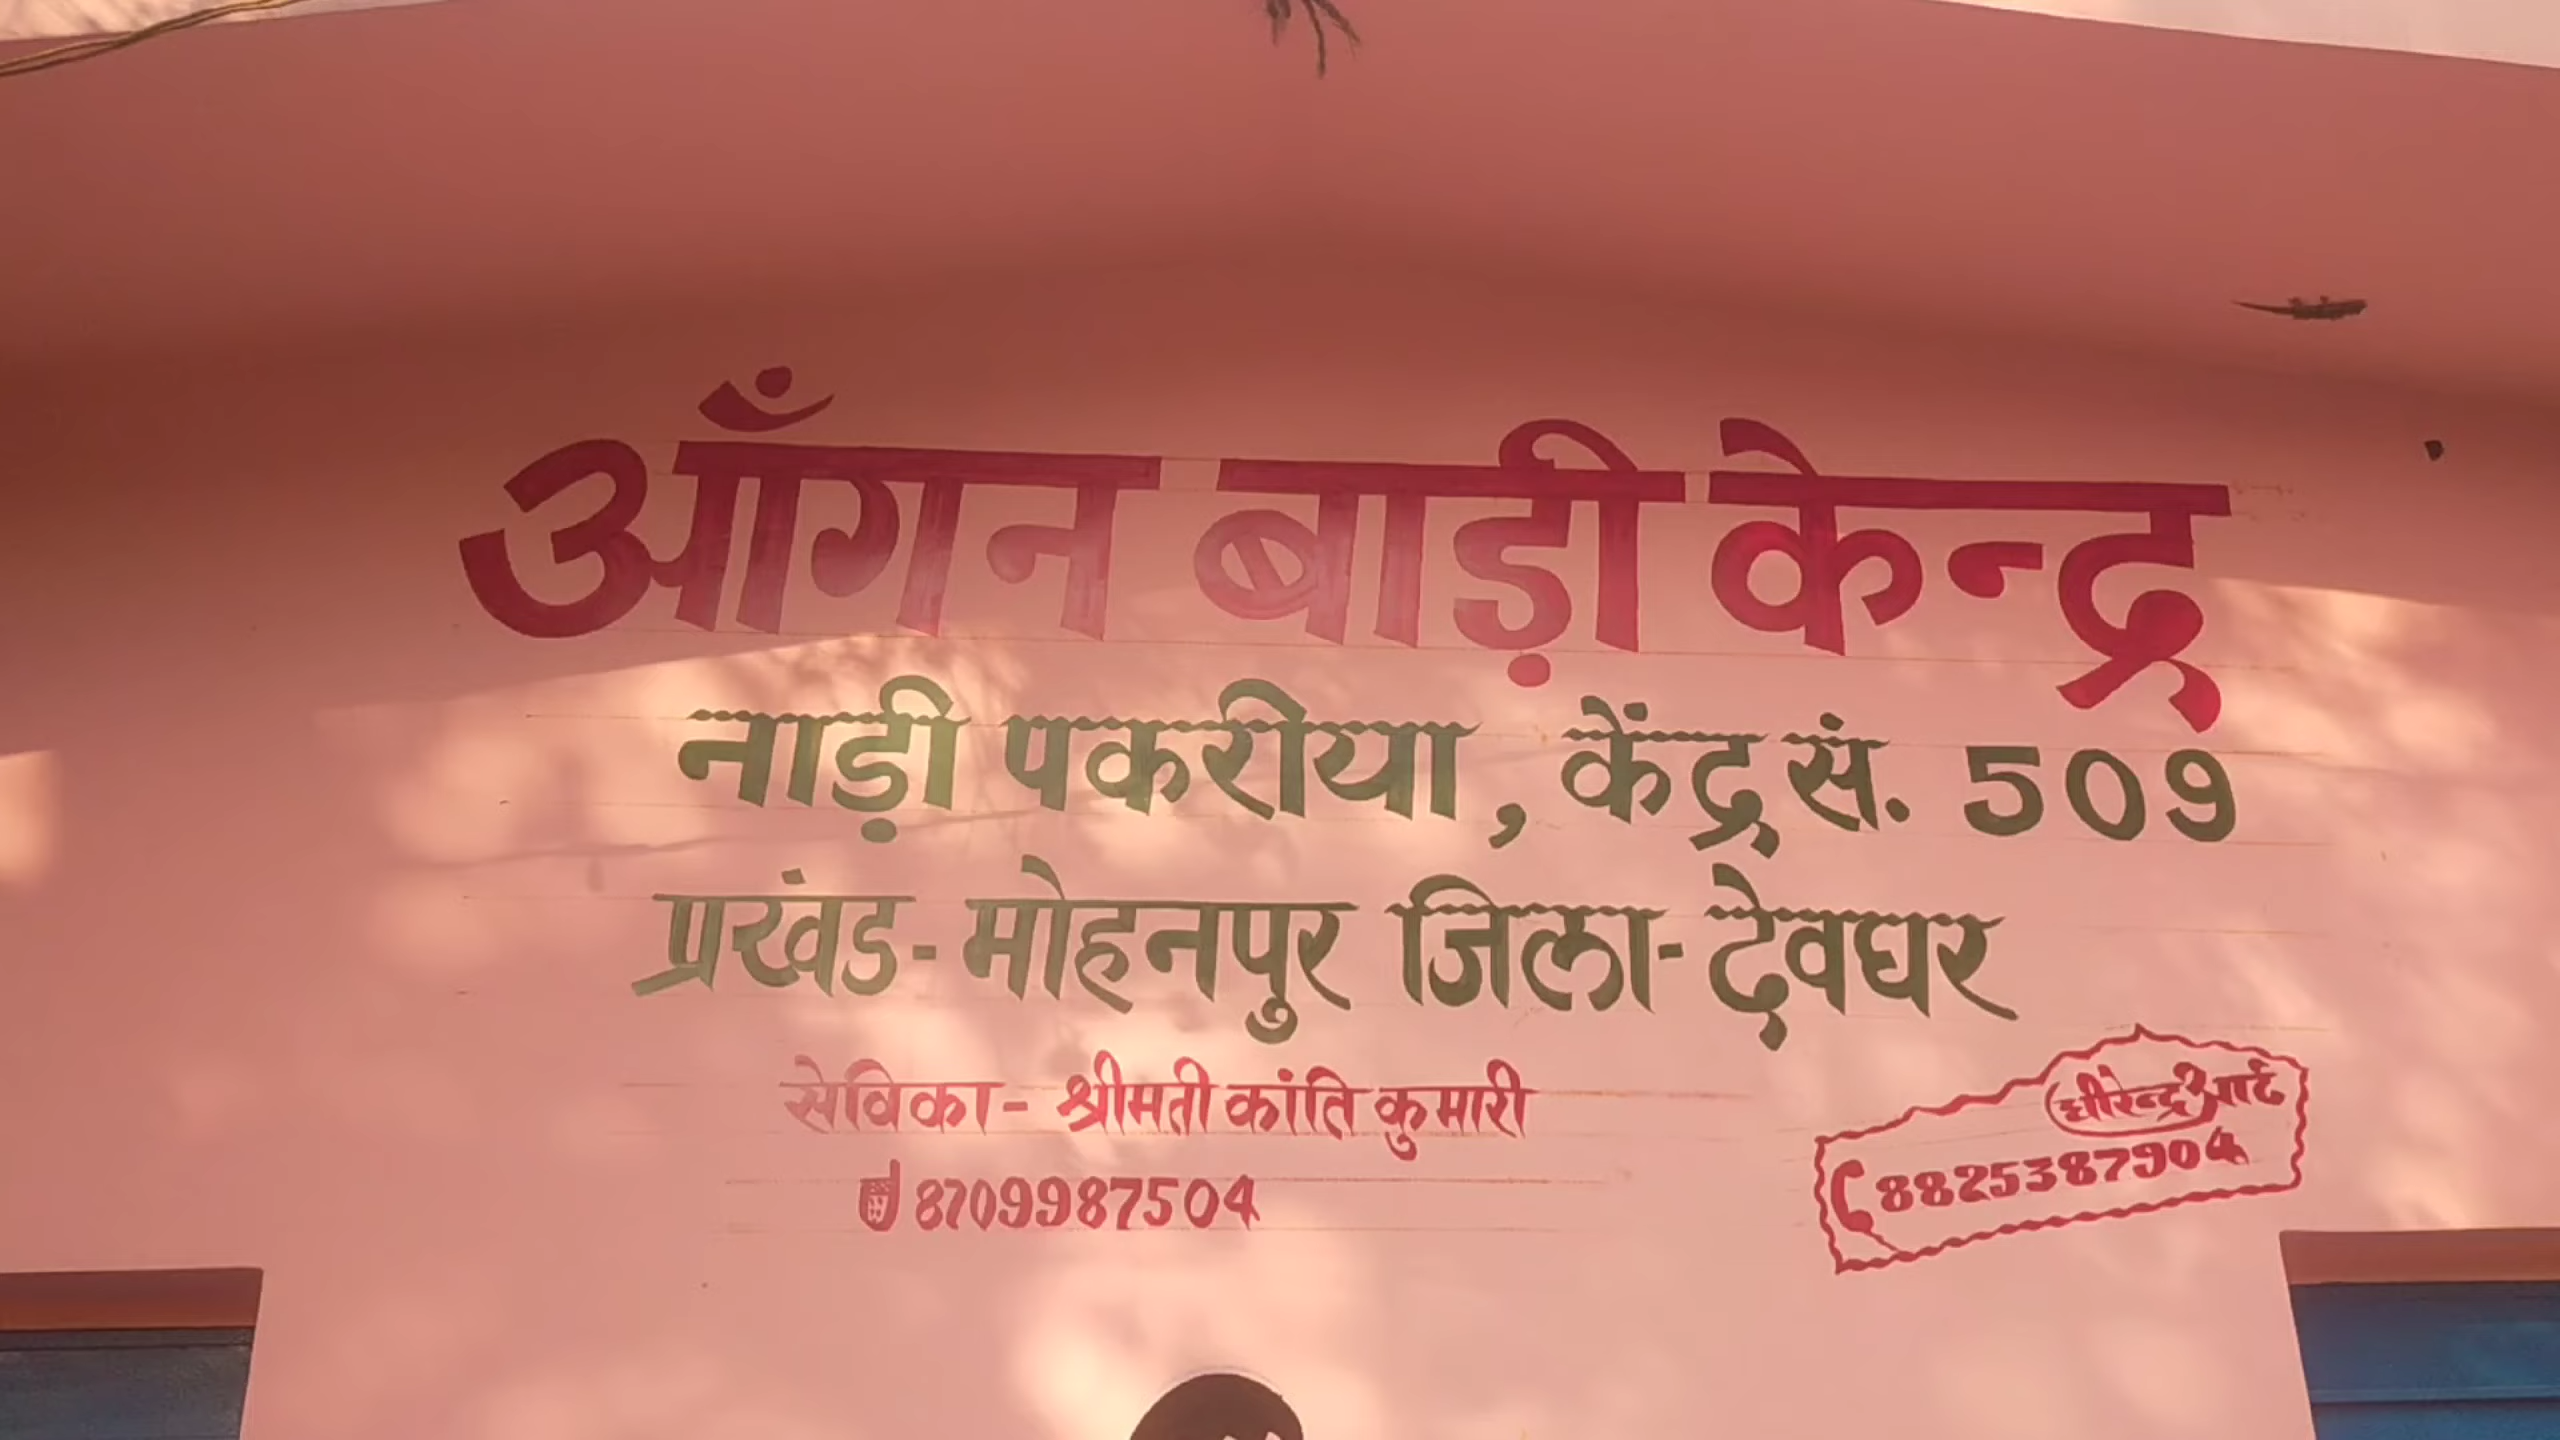 आँगन बाड़ी केन्द्र
नाड़ी पकरीया, केंद्र सं. 509
प्रखंड-मोहनपुर जिला-देवघर
सेविका- श्रीमती कांति कुमारी
8709987504
धीरेन्द्र आर्ट
8825387904